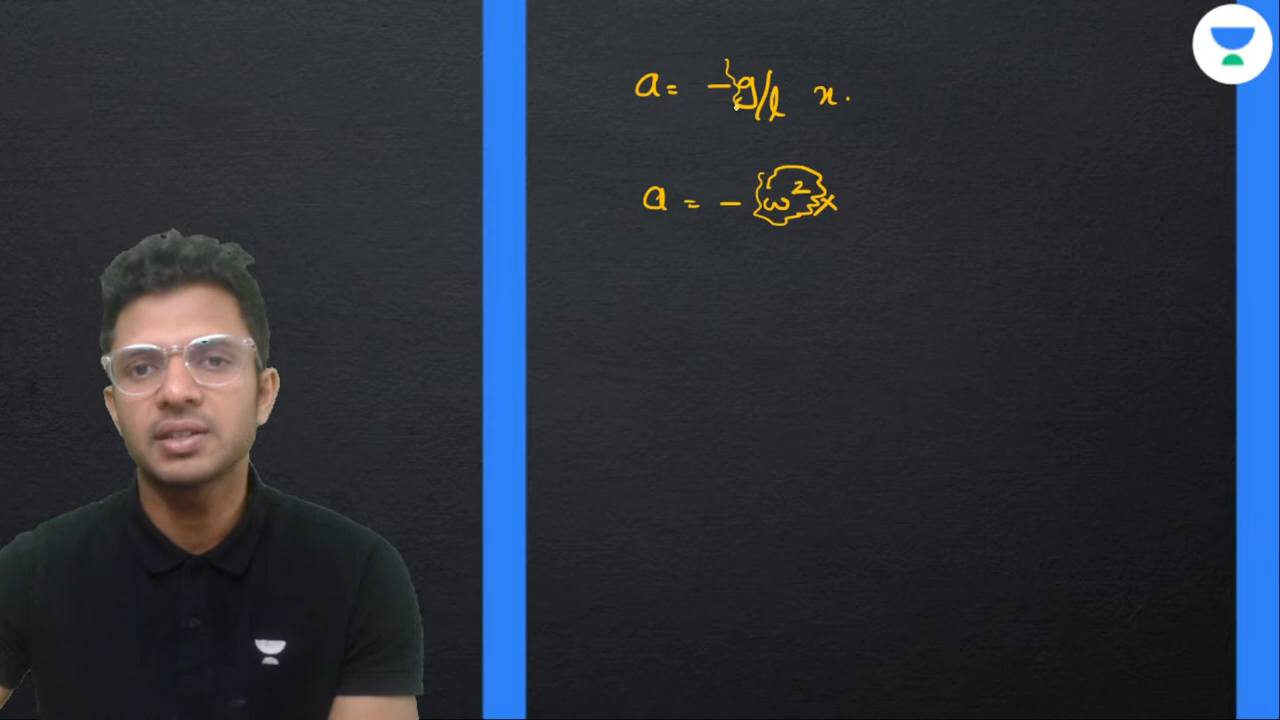 a = -g/l x.
a = - ω²x